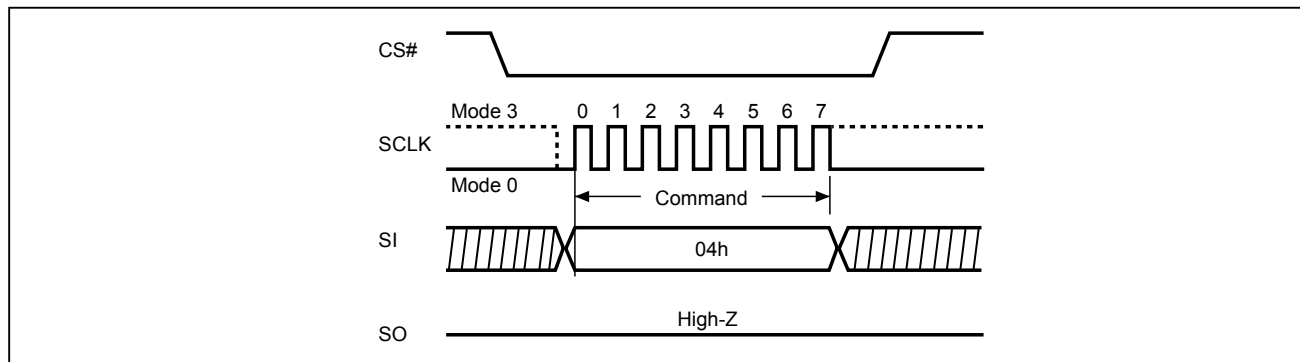 CS#
Mode 3
0 1 2 3 4 5 6 7
SCLK
Mode 0
Command
SI
04h
High-Z
SO